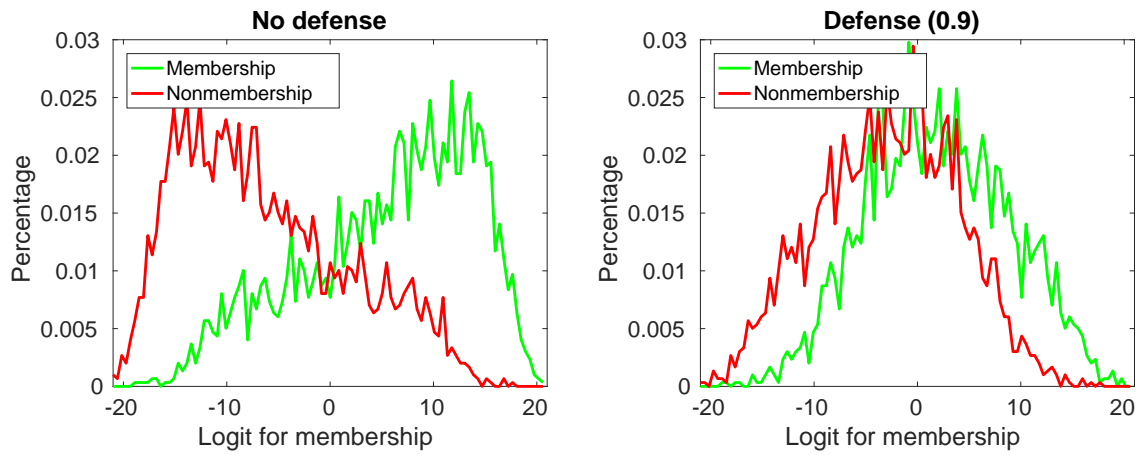 No defense
0.03
0.025
0.02
0.015
0.01
0.005
0
Percentage
Membership
Nonmembership
-20
-10
0
10
20
Logit for membership
Defense (0.9)
0.03
0.025
0.02
0.015
0.01
0.005
0
Percentage
Membership
Nonmembership
-20
-10
0
10
20
Logit for membership